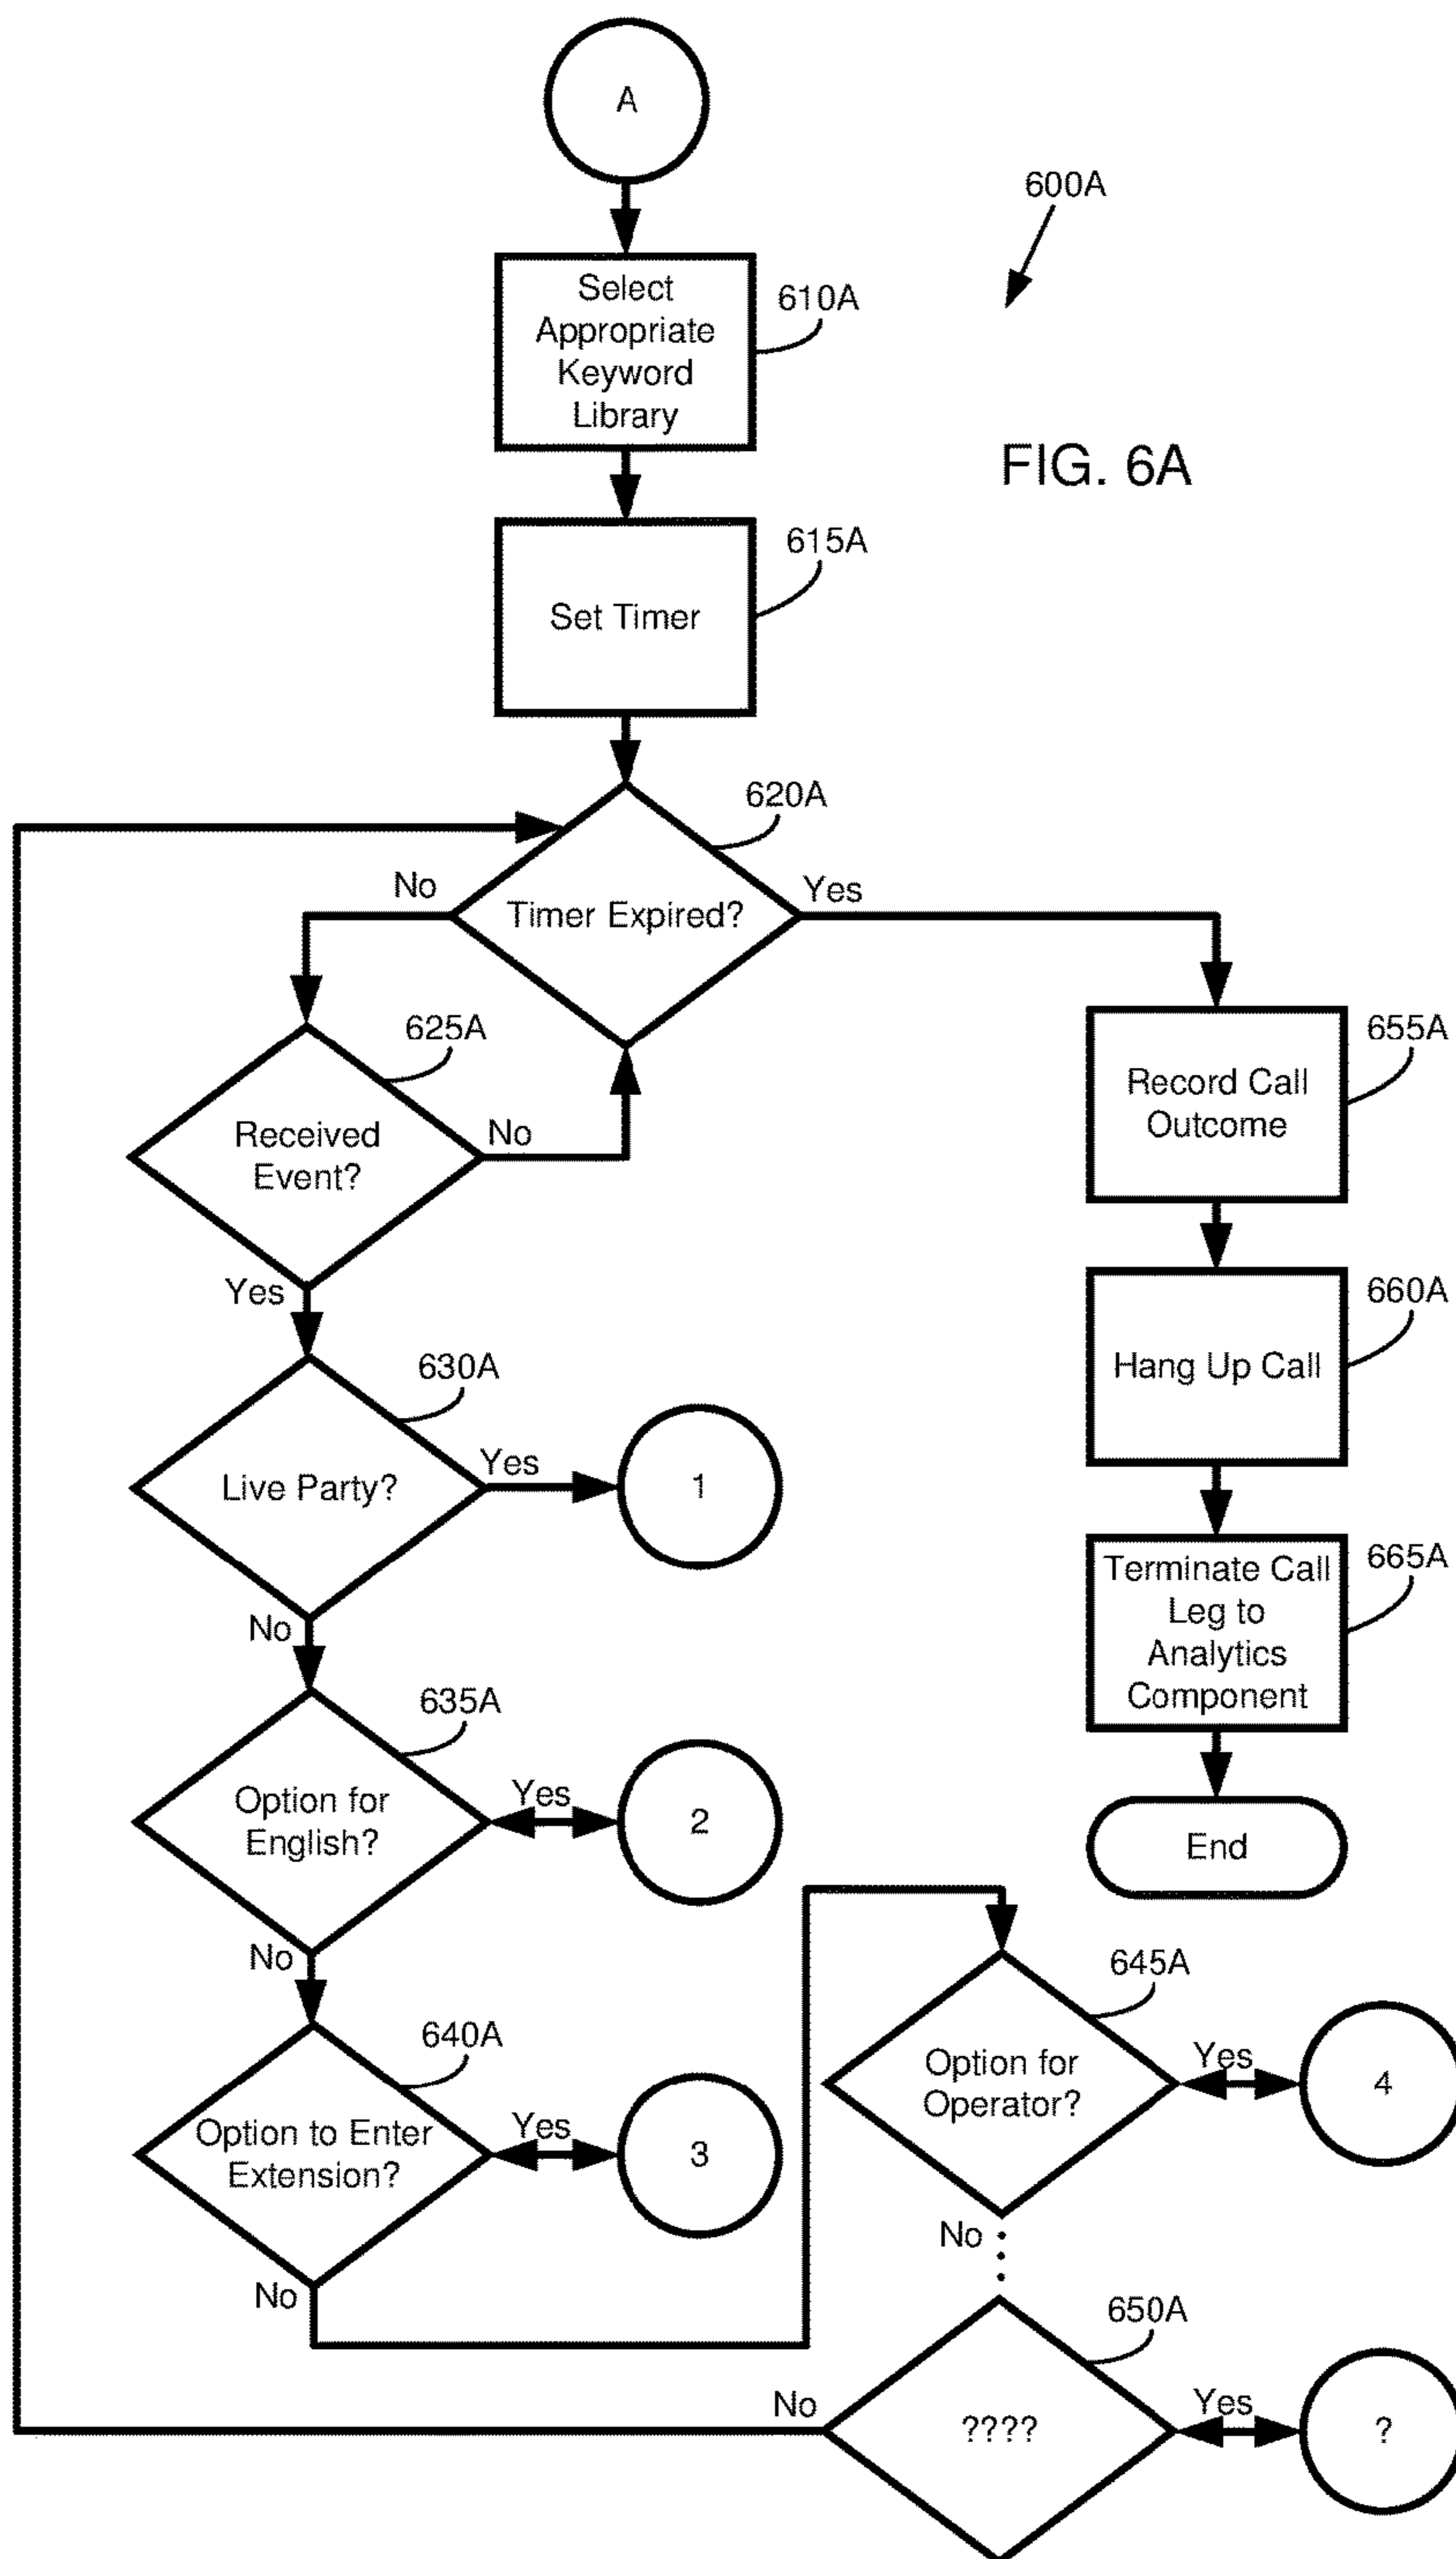 A
600A
Select
Appropriate
Keyword
Library
610A
FIG. 6A
615A
Set Timer
620A
No
Timer Expired?
Yes
625A
Received
Event?
No
Yes
655A
Record Call
Outcome
660A
Hang Up Call
630A
Live Party?
Yes
1
No
665A
Terminate Call
Leg to
Analytics
Component
635A
Option for
English?
Yes
2
No
End
640A
Option to Enter
Extension?
Yes
3
No
645A
Option for
Operator?
Yes
4
No
650A
No
????
Yes
?